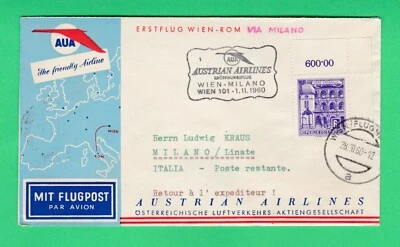 ERSTFLUG WIEN-ROM VIA MILANO
AUA
The friendly Airline
AUA
AUSTRIAN AIRLINES
WIEN-MILANO
WIEN 101 - 1.11.1960
600·00
WIEN
ROM
Herrn Ludwig KRAUS
MILANO/Linate
ITALIA - Poste restante.
Retour à l'expediteur !
MIT FLUGPOST
PAR AVION
AUSTRIAN AIRLINES
ÖSTERREICHISCHE LUFTVERKEHRS AKTIENGESELLSCHAFT
a